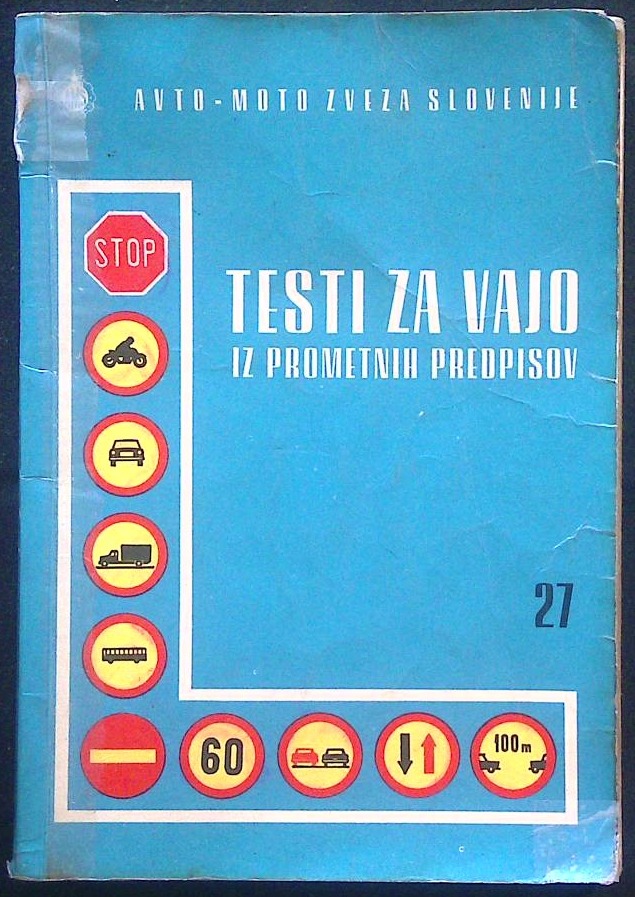 AVTO-MOTO ZVEZA SLOVENIJE
STOP
TESTI ZA VAJO
IZ PROMETNIH PREDPISOV
27
60
100m